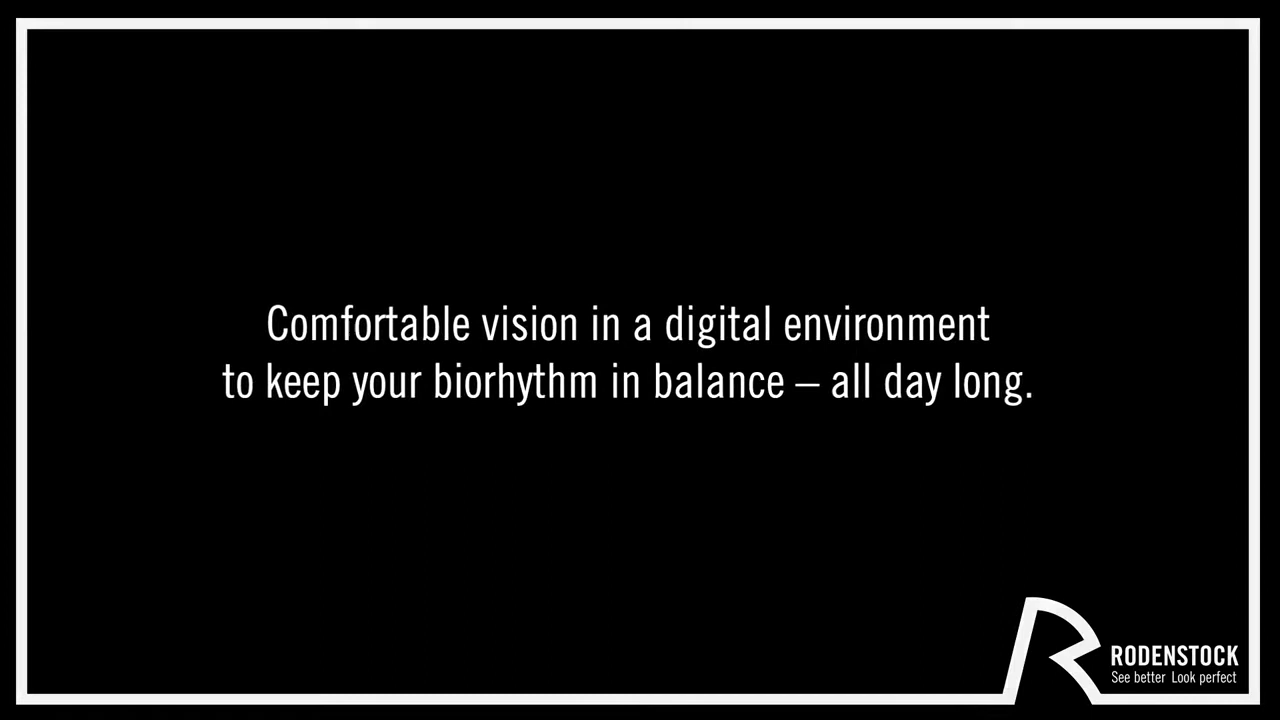 Comfortable vision in a digital environment
to keep your biorhythm in balance – all day long.
RODENSTOCK
See better Look perfect